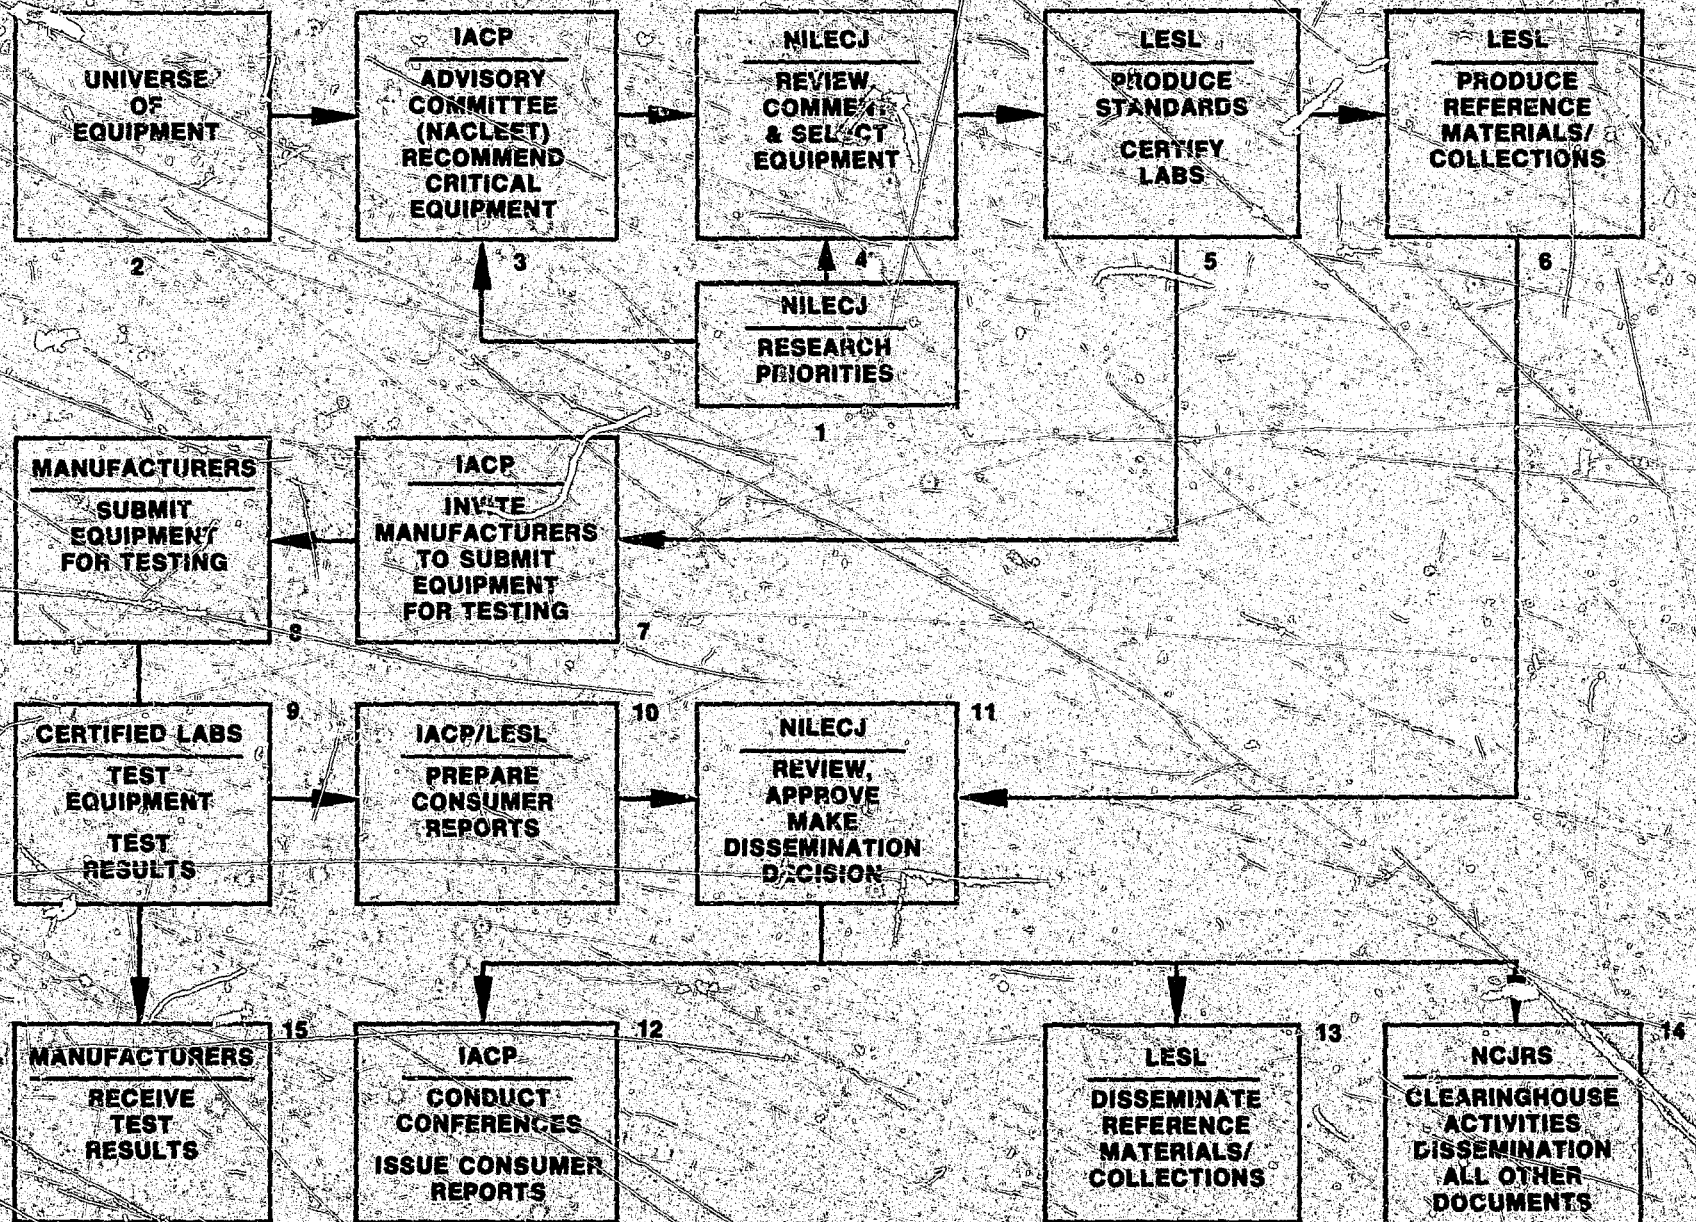 UNIVERSE
OF
EQUIPMENT
2
IACP
ADVISORY
COMMITTEE
(NACLEET)
RECOMMEND
CRITICAL
EQUIPMENT
3
NILECJ
REVIEW,
COMMENT
& SELECT
EQUIPMENT
4
LESL
PRODUCE
STANDARDS
CERTIFY
LABS
5
LESL
PRODUCE
REFERENCE
MATERIALS/
COLLECTIONS
6
NILECJ
RESEARCH
PRIORITIES
1
MANUFACTURERS
SUBMIT
EQUIPMENT
FOR TESTING
8
IACP
INVITE
MANUFACTURERS
TO SUBMIT
EQUIPMENT
FOR TESTING
7
CERTIFIED LABS
TEST
EQUIPMENT
TEST
RESULTS
9
IACP/LESL
PREPARE
CONSUMER
REPORTS
10
NILECJ
REVIEW,
APPROVE
MAKE
DISSEMINATION
DECISION
11
MANUFACTURERS
RECEIVE
TEST
RESULTS
15
IACP
CONDUCT
CONFERENCES
ISSUE CONSUMER
REPORTS
12
LESL
DISSEMINATE
REFERENCE
MATERIALS/
COLLECTIONS
13
NCJRS
CLEARINGHOUSE
ACTIVITIES
DISSEMINATION
ALL OTHER
DOCUMENTS
14